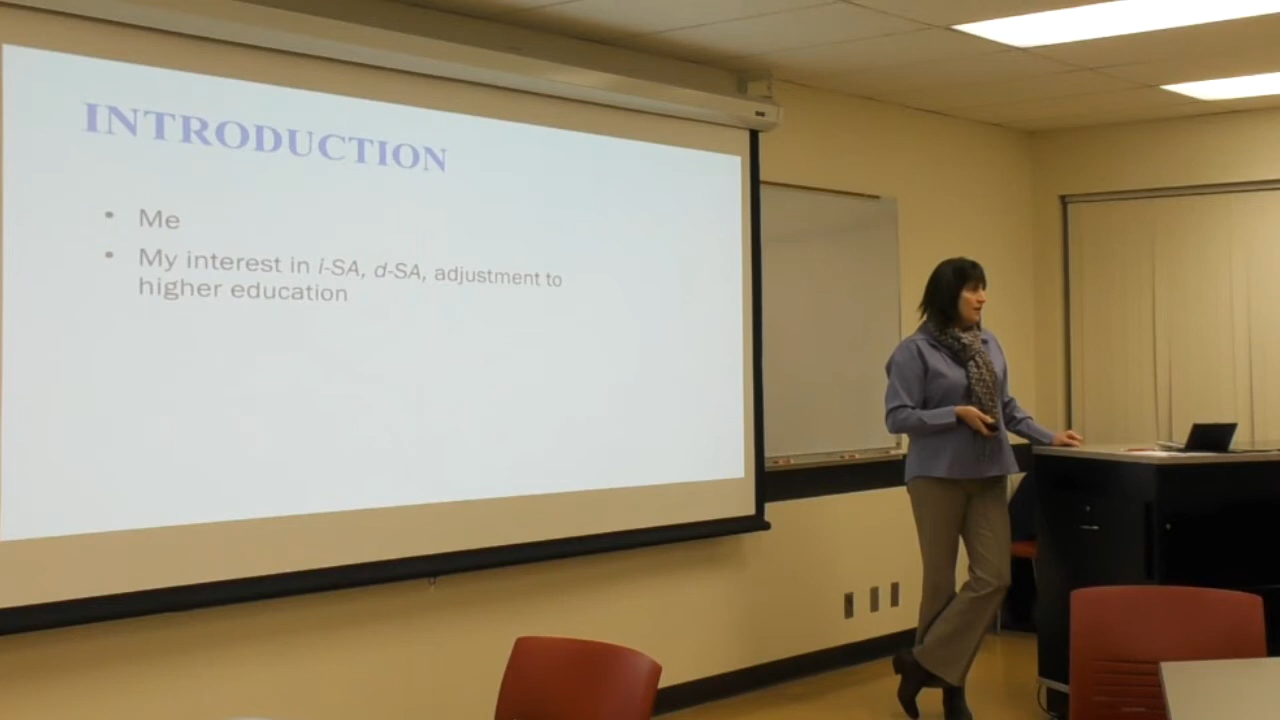 INTRODUCTION
• Me
• My interest in i-SA, d-SA, adjustment to
higher education